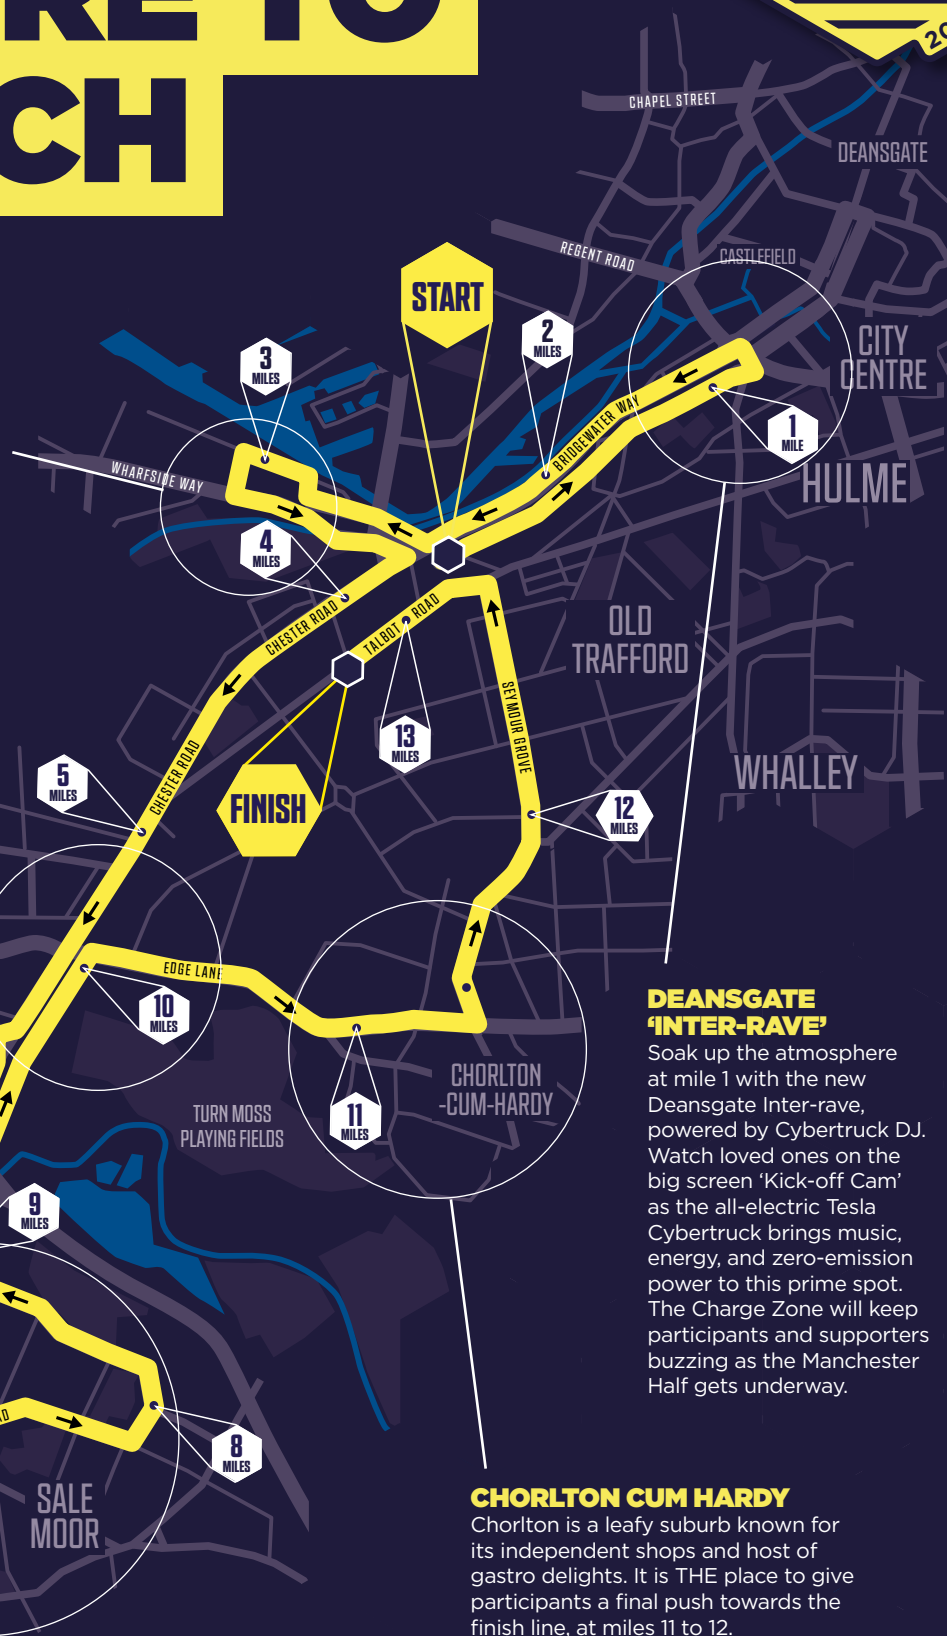 RE TO
CH
20
CHAPEL STREET
DEANSGATE
REGENT ROAD
CASTLEFIELD
START
2
MILES
3
MILES
CITY
CENTRE
BRIDGEWATER WAY
1
MILE
WHARFSIDE WAY
HULME
4
MILES
CHESTER ROAD
TALBOT ROAD
OLD
TRAFFORD
SEYMOUR GROVE
13
MILES
5
MILES
CHESTER ROAD
FINISH
WHALLEY
12
MILES
EDGE LANE
10
MILES
CHORLTON
-CUM-HARDY
11
MILES
TURN MOSS
PLAYING FIELDS
9
MILES
8
MILES
SALE
MOOR
DEANSGATE
‘INTER-RAVE’
Soak up the atmosphere
at mile 1 with the new
Deansgate Inter-rave,
powered by Cybertruck DJ.
Watch loved ones on the
big screen ‘Kick-off Cam’
as the all-electric Tesla
Cybertruck brings music,
energy, and zero-emission
power to this prime spot.
The Charge Zone will keep
participants and supporters
buzzing as the Manchester
Half gets underway.
CHORLTON CUM HARDY
Chorlton is a leafy suburb known for
its independent shops and host of
gastro delights. It is THE place to give
participants a final push towards the
finish line, at miles 11 to 12.